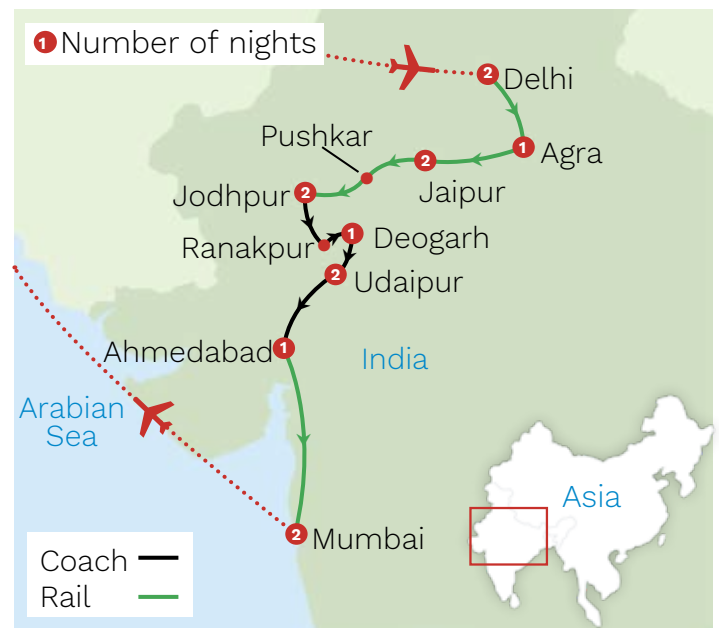 1 Number of nights
2 Delhi
1 Agra
Pushkar
2 Jaipur
2 Jodhpur
Ranakpur
1 Deogarh
2 Udaipur
1 Ahmedabad
India
Arabian
Sea
Asia
2 Mumbai
Coach
Rail